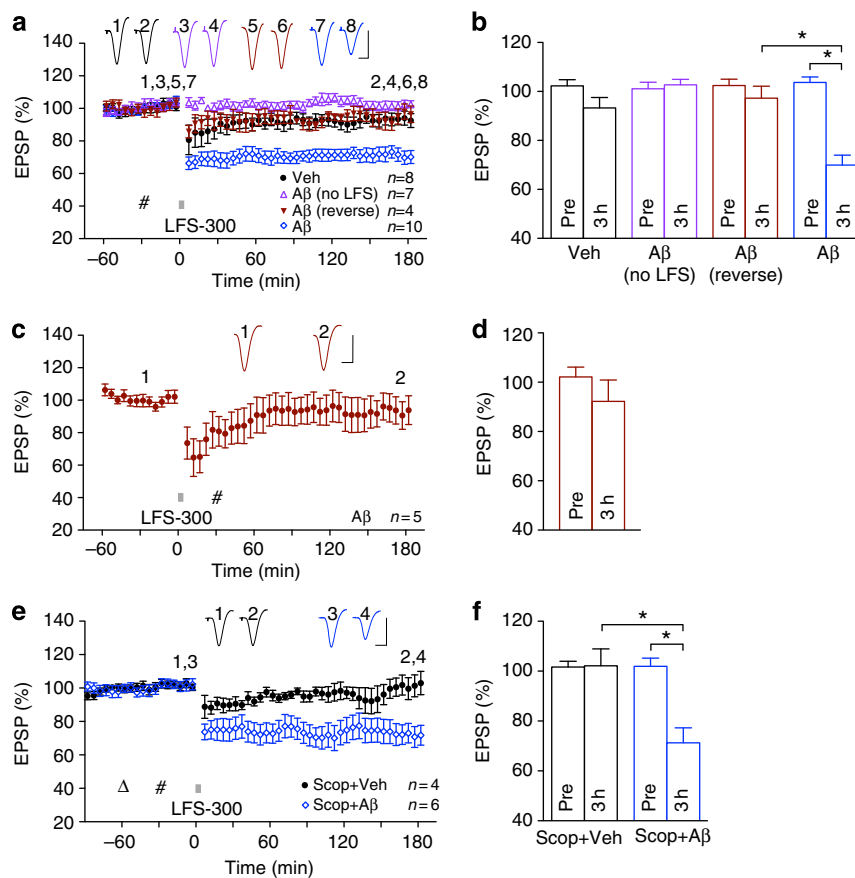 a
1 2 3 4 5 6 7 8
1,3,5,7
2,4,6,8
EPSP (%)
140
120
100
80
60
40
20
#
LFS-300
Veh n=8
Aβ (no LFS) n=7
Aβ (reverse) n=4
Aβ n=10
–60 0 60 120 180
Time (min)
b
*
*
EPSP (%)
120
100
80
60
40
Pre 3 h Pre 3 h Pre 3 h Pre 3 h
Veh Aβ (no LFS) Aβ (reverse) Aβ
c
1 2
1
2
EPSP (%)
140
120
100
80
60
40
20
#
LFS-300
Aβ n=5
–60 0 60 120 180
Time (min)
d
EPSP (%)
120
100
80
60
40
Pre 3 h
e
1 2 3 4
1,3
2,4
EPSP (%)
140
120
100
80
60
40
20
Δ #
LFS-300
Scop+Veh n=4
Scop+Aβ n=6
–60 0 60 120 180
Time (min)
f
*
*
EPSP (%)
120
100
80
60
40
Pre 3 h Pre 3 h
Scop+Veh Scop+Aβ